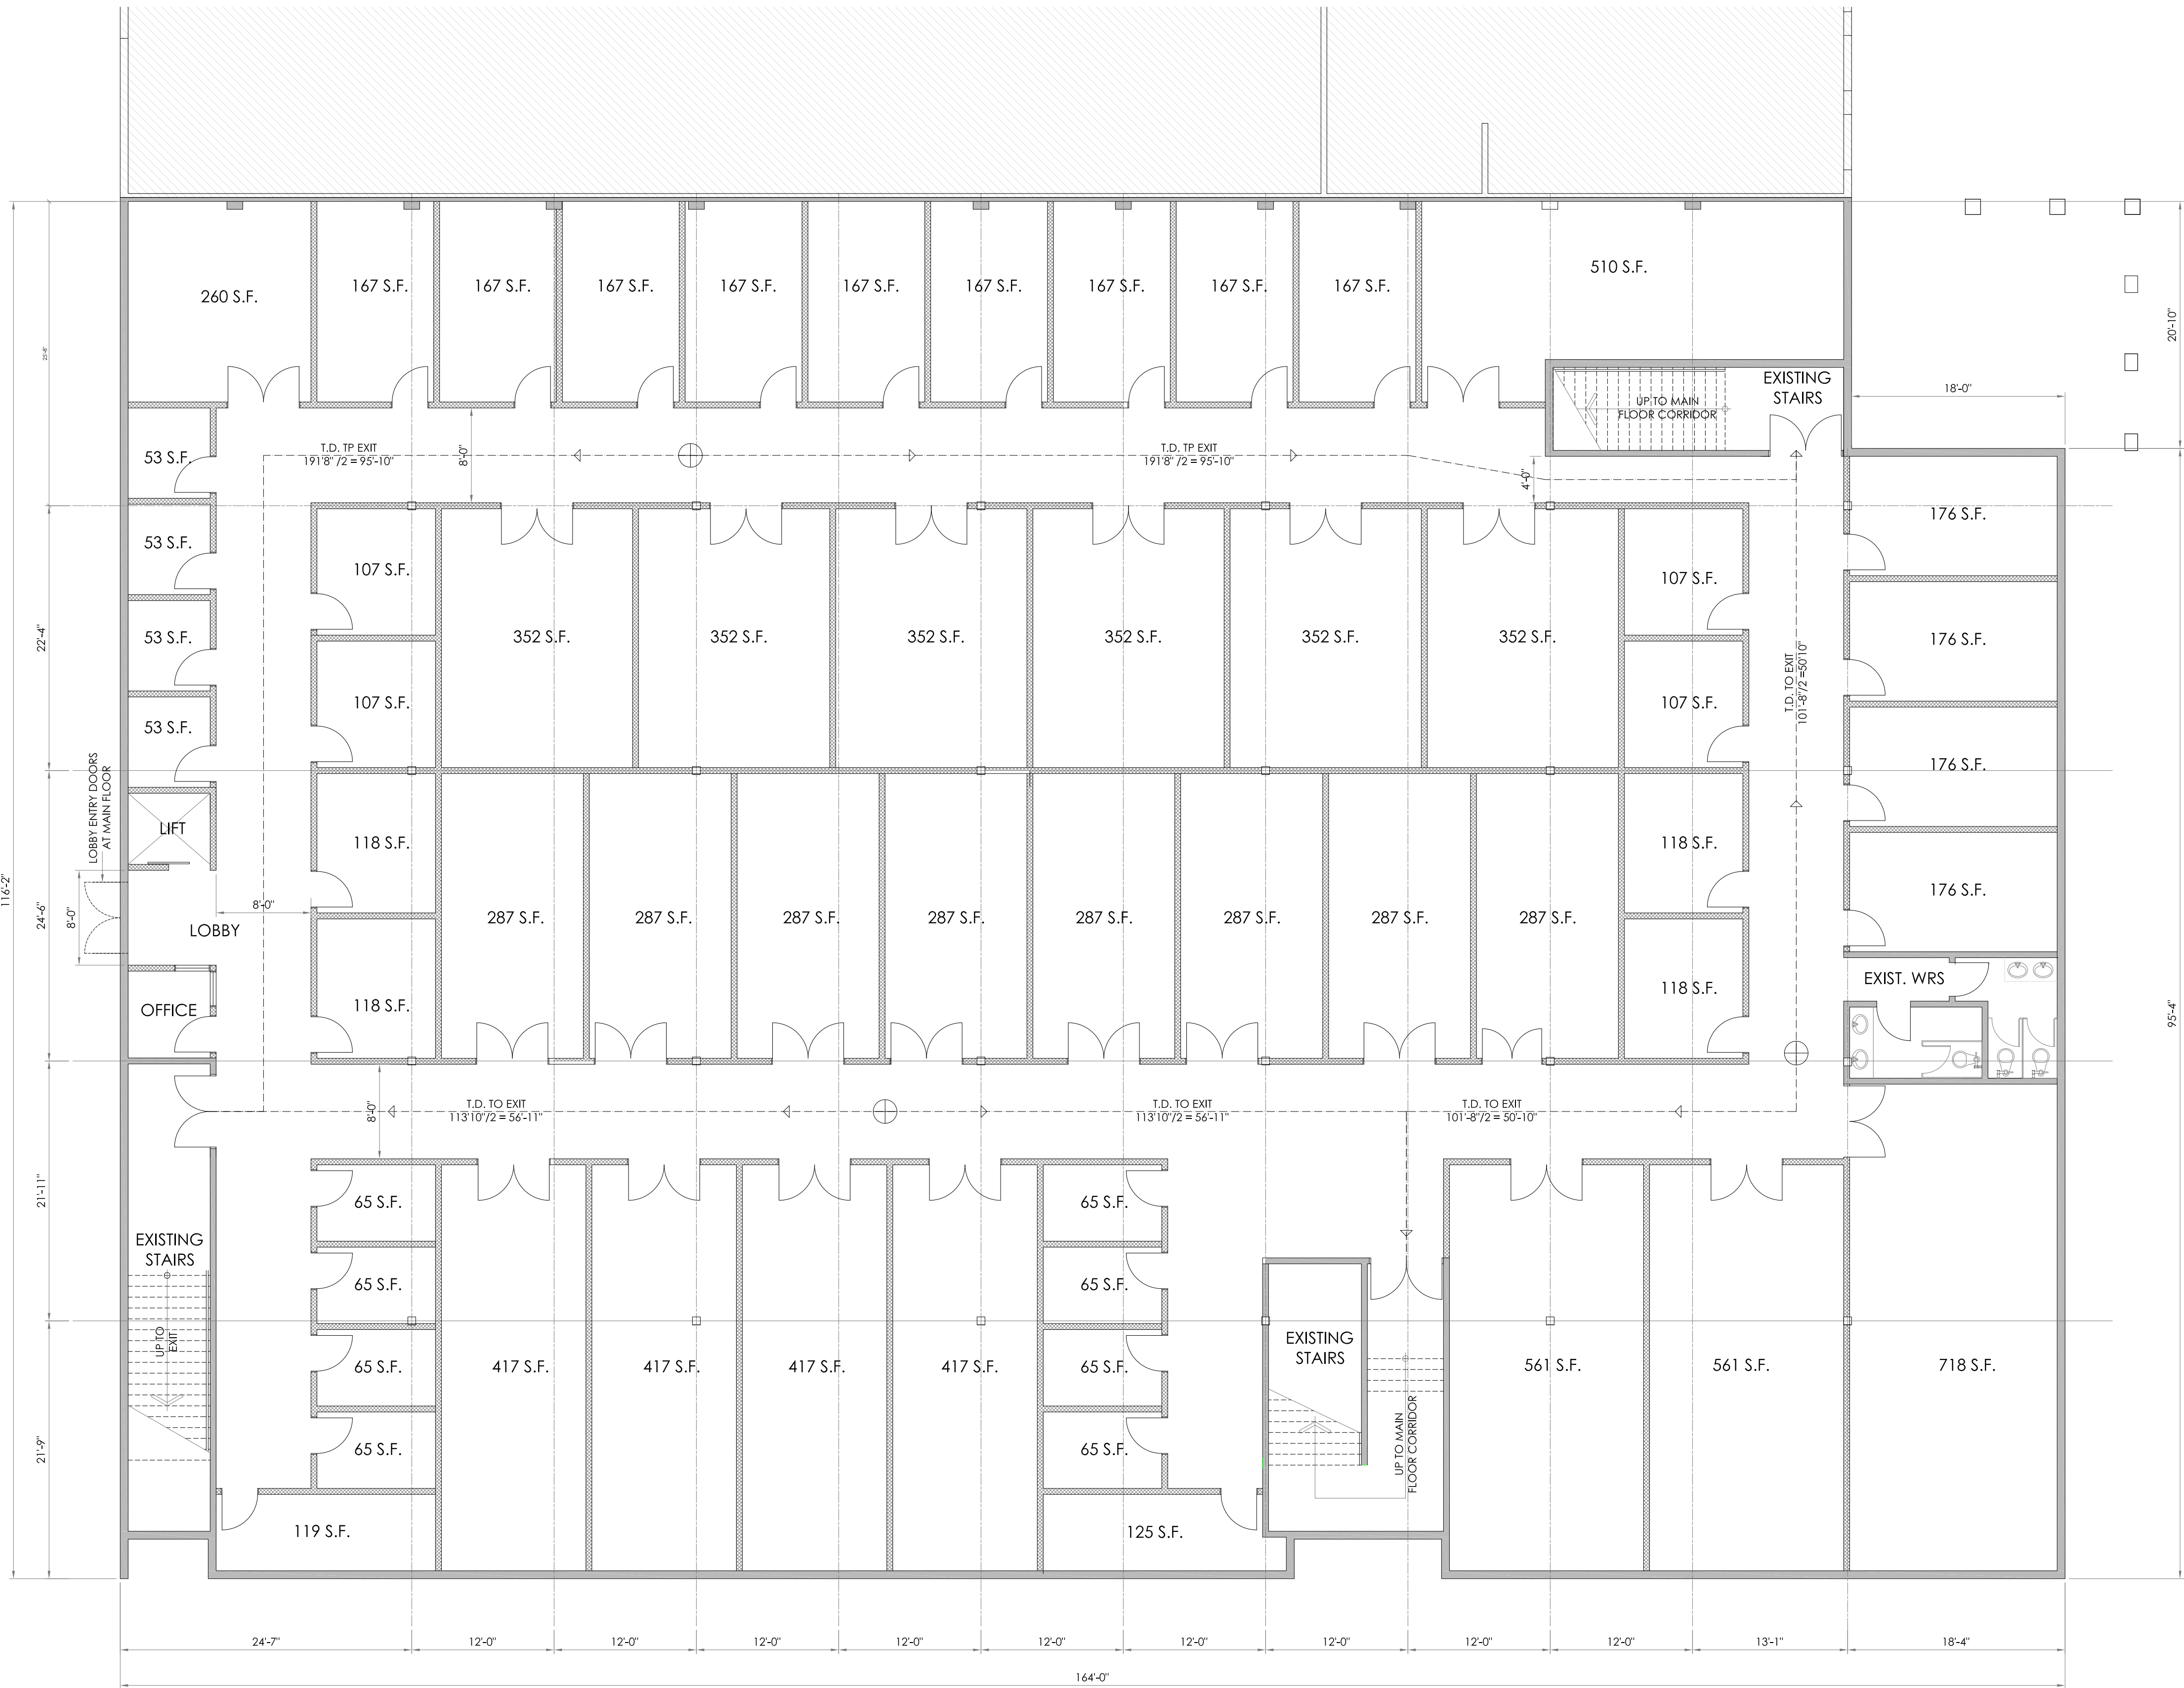 510 S.F.
260 S.F.
167 S.F.
167 S.F.
167 S.F.
167 S.F.
167 S.F.
167 S.F.
167 S.F.
167 S.F.
167 S.F.
20'-10"
25'-8"
EXISTING
STAIRS
UP TO MAIN
FLOOR CORRIDOR
18'-0"
53 S.F.
T.D. TP EXIT
191'8" /2 = 95'-10"
8'-0"
T.D. TP EXIT
191'8" /2 = 95'-10"
4'-0"
176 S.F.
53 S.F.
107 S.F.
107 S.F.
22'-4"
53 S.F.
352 S.F.
352 S.F.
352 S.F.
352 S.F.
352 S.F.
352 S.F.
176 S.F.
T.D. TO EXIT
101'-8"/2 =50'10"
107 S.F.
107 S.F.
53 S.F.
176 S.F.
LOBBY ENTRY DOORS
AT MAIN FLOOR
LIFT
118 S.F.
118 S.F.
176 S.F.
116'-2"
24'-6"
8'-0"
8'-0"
LOBBY
287 S.F.
287 S.F.
287 S.F.
287 S.F.
287 S.F.
287 S.F.
287 S.F.
287 S.F.
EXIST. WRS
118 S.F.
118 S.F.
OFFICE
95'-4"
8'-0"
T.D. TO EXIT
113'10"/2 = 56'-11"
T.D. TO EXIT
113'10"/2 = 56'-11"
T.D. TO EXIT
101'-8"/2 = 50'-10"
21'-11"
65 S.F.
65 S.F.
EXISTING
STAIRS
65 S.F.
65 S.F.
UP TO
EXIT
EXISTING
STAIRS
65 S.F.
417 S.F.
417 S.F.
417 S.F.
417 S.F.
65 S.F.
561 S.F.
561 S.F.
718 S.F.
21'-9"
65 S.F.
65 S.F.
UP TO MAIN
FLOOR CORRIDOR
119 S.F.
125 S.F.
24'-7"
12'-0"
12'-0"
12'-0"
12'-0"
12'-0"
12'-0"
12'-0"
12'-0"
12'-0"
13'-1"
18'-4"
164'-0"